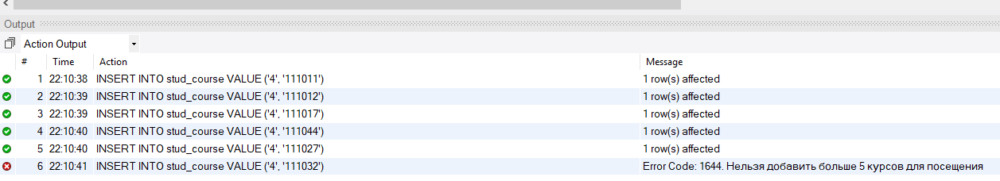 Output
Action Output
# Time Action Message
1 22:10:38 INSERT INTO stud_course VALUE ('4', '111011') 1 row(s) affected
2 22:10:39 INSERT INTO stud_course VALUE ('4', '111012') 1 row(s) affected
3 22:10:39 INSERT INTO stud_course VALUE ('4', '111017') 1 row(s) affected
4 22:10:40 INSERT INTO stud_course VALUE ('4', '111044') 1 row(s) affected
5 22:10:40 INSERT INTO stud_course VALUE ('4', '111027') 1 row(s) affected
6 22:10:41 INSERT INTO stud_course VALUE ('4', '111032') Error Code: 1644. Нельзя добавить больше 5 курсов для посещения